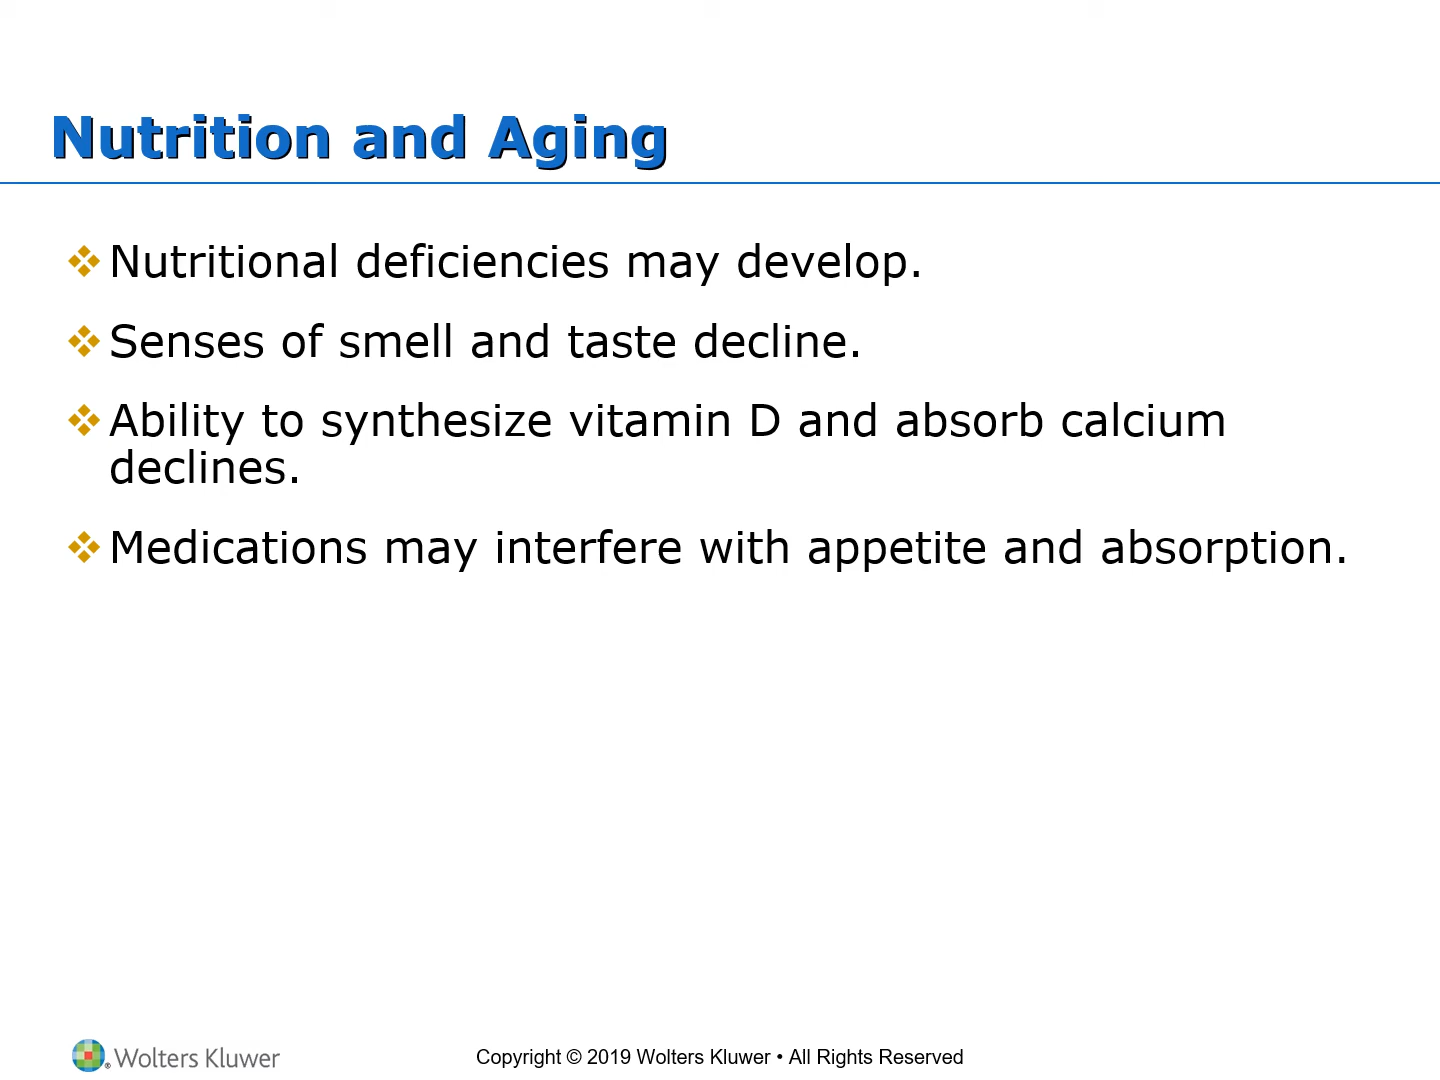 Nutrition and Aging
❖Nutritional deficiencies may develop.
❖Senses of smell and taste decline.
❖Ability to synthesize vitamin D and absorb calcium
declines.
❖Medications may interfere with appetite and absorption.
® Wolters Kluwer
Copyright © 2019 Wolters Kluwer • All Rights Reserved